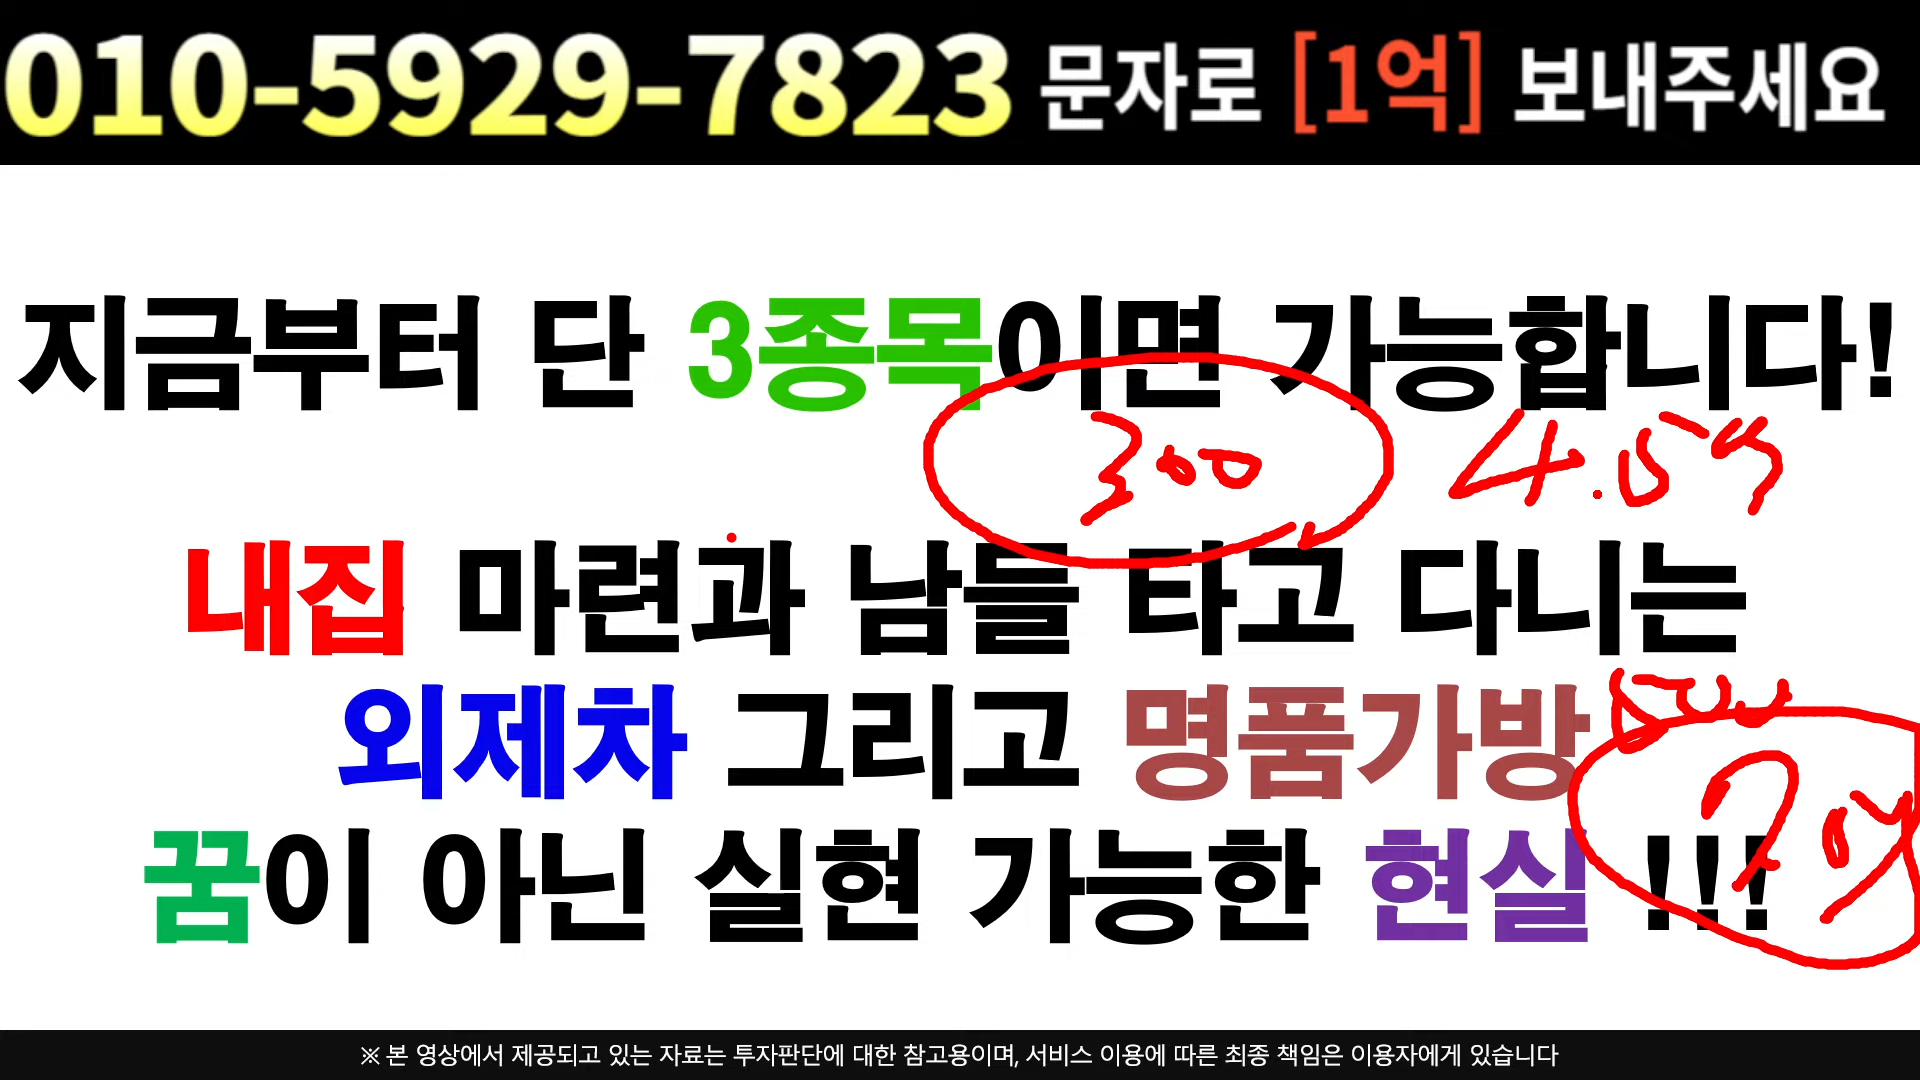 010-5929-7823 문자로 [1억] 보내주세요
지금부터 단 3종목이면 가능합니다!
300
4.5억
내집 마련과 남들 타고 다니는
500
외제차 그리고 명품가방
꿈이 아닌 실현 가능한 현실 !!!
※ 본 영상에서 제공되고 있는 자료는 투자판단에 대한 참고용이며, 서비스 이용에 따른 최종 책임은 이용자에게 있습니다